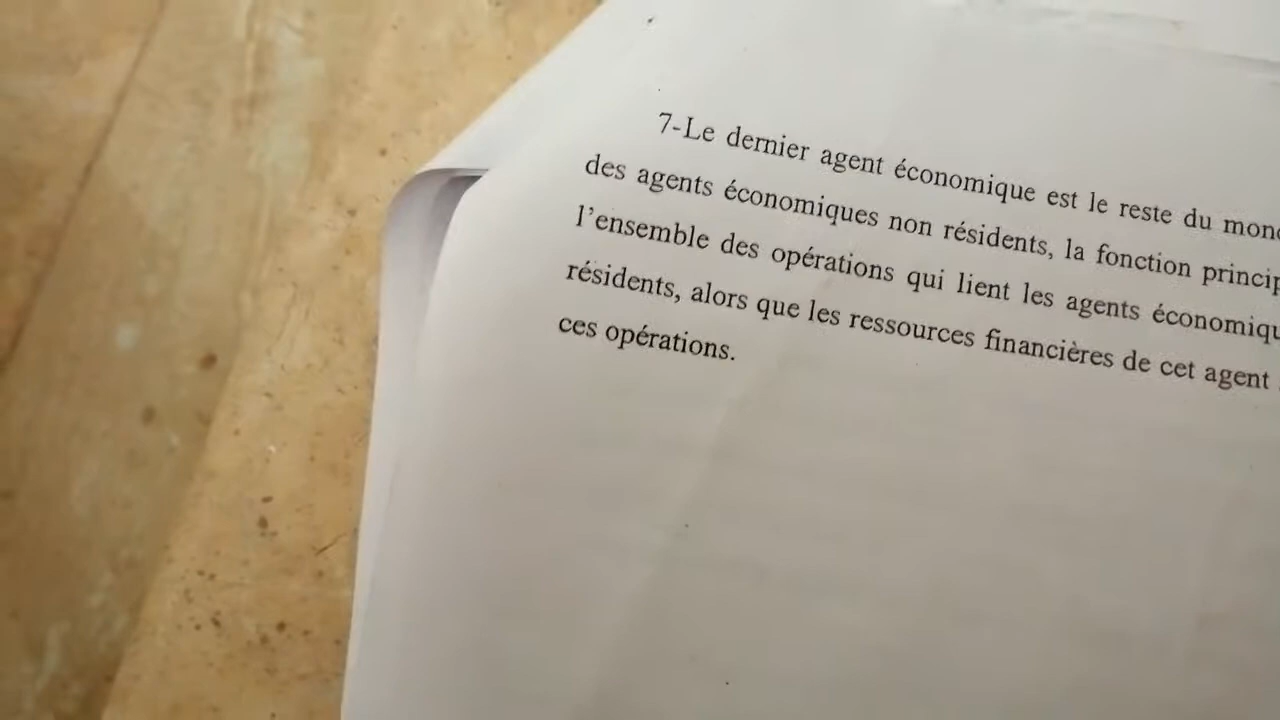 7-Le dernier agent économique est le reste du
des agents économiques non résidents, la fonction
l’ensemble des opérations qui lient les agents
résidents, alors que les ressources financières de cet agent
ces opérations.